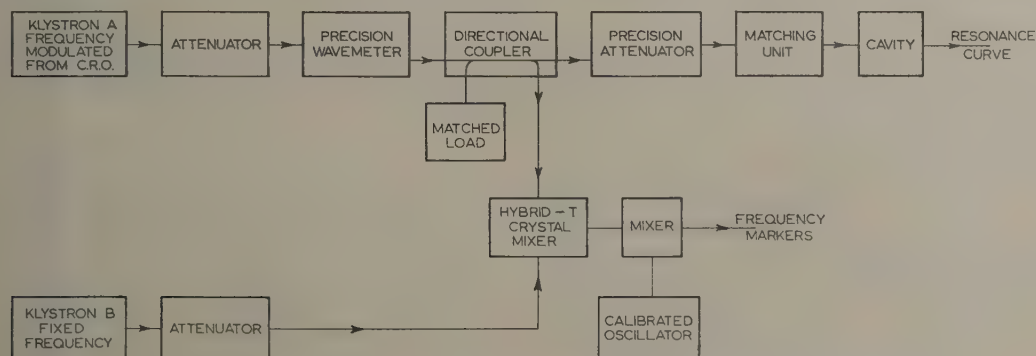 KLYSTRON A
FREQUENCY
MODULATED
FROM C.R.O.
ATTENUATOR
PRECISION
WAVEMETER
DIRECTIONAL
COUPLER
PRECISION
ATTENUATOR
MATCHING
UNIT
CAVITY
RESONANCE
CURVE
MATCHED
LOAD
HYBRID – T
CRYSTAL
MIXER
MIXER
FREQUENCY
MARKERS
KLYSTRON B
FIXED
FREQUENCY
ATTENUATOR
CALIBRATED
OSCILLATOR